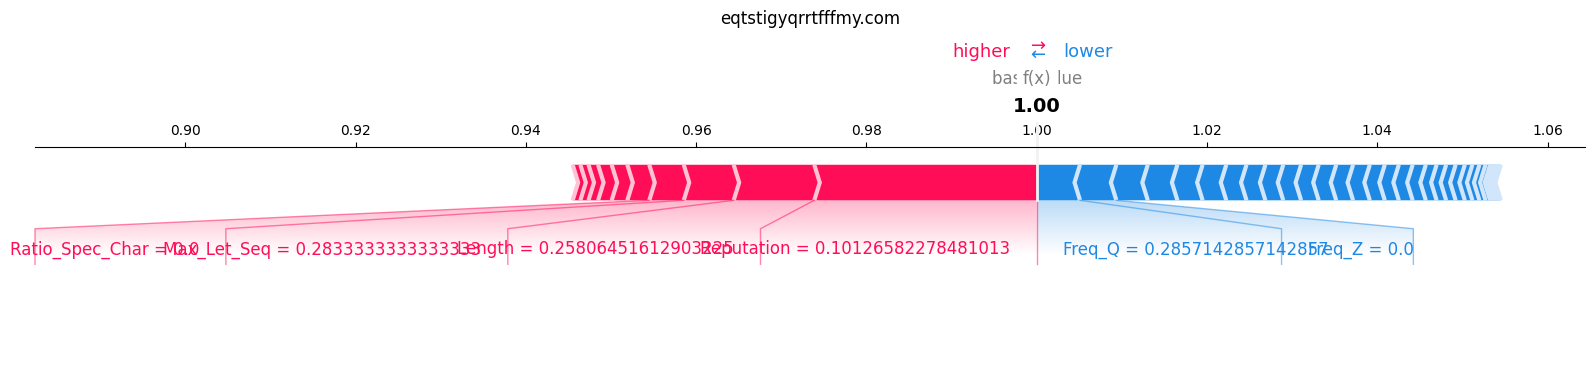 eqtstigyqrrtfffmy.com
higher → ← lower
bas f(x) lue
1.00
0.90 0.92 0.94 0.96 0.98 1.00 1.02 1.04 1.06
Ratio_Spec_Char = 0.0 Max_Let_Seq = 0.2833333333333333 Length = 0.25806451612903225 Reputation = 0.10126582278481013 Freq_Q = 0.2857142857142857 Freq_Z = 0.0